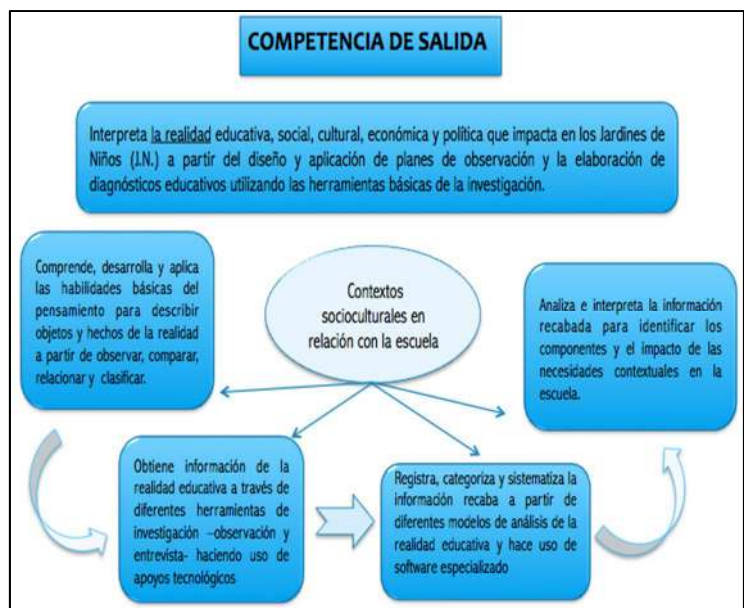 COMPETENCIA DE SALIDA
Interpreta la realidad educativa, social, cultural, económica y política que impacta en los Jardines de
Niños (J.N.) a partir del diseño y aplicación de planes de observación y la elaboración de
diagnósticos educativos utilizando las herramientas básicas de la investigación.
Comprende, desarrolla y aplica
las habilidades básicas del
pensamiento para describir
objetos y hechos de la realidad
a partir de observar, comparar,
relacionar y clasificar.
Contextos
socioculturales en
relación con la escuela
Analiza e interpreta la información
recabada para identificar los
componentes y el impacto de las
necesidades contextuales en la
escuela.
Obtiene información de la
realidad educativa a través de
diferentes herramientas de
investigación –observación y
entrevista- haciendo uso de
apoyos tecnológicos
Registra, categoriza y sistematiza la
información recaba a partir de
diferentes modelos de análisis de la
realidad educativa y hace uso de
software especializado